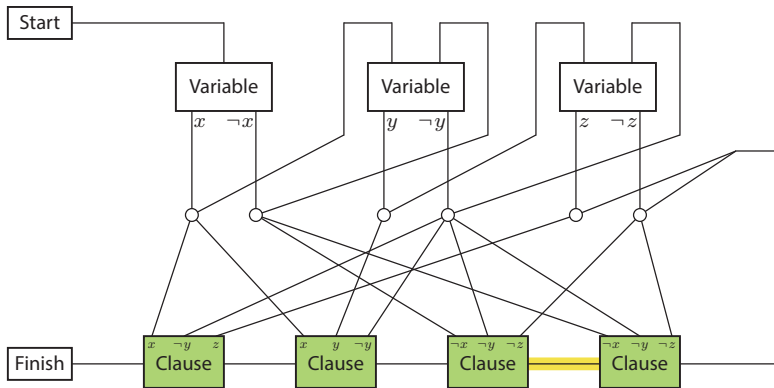 Start
Variable Variable Variable
x ¬x y ¬y z ¬z
x ¬y z x y ¬y ¬x ¬y ¬z ¬x ¬y ¬z
Finish Clause Clause Clause Clause